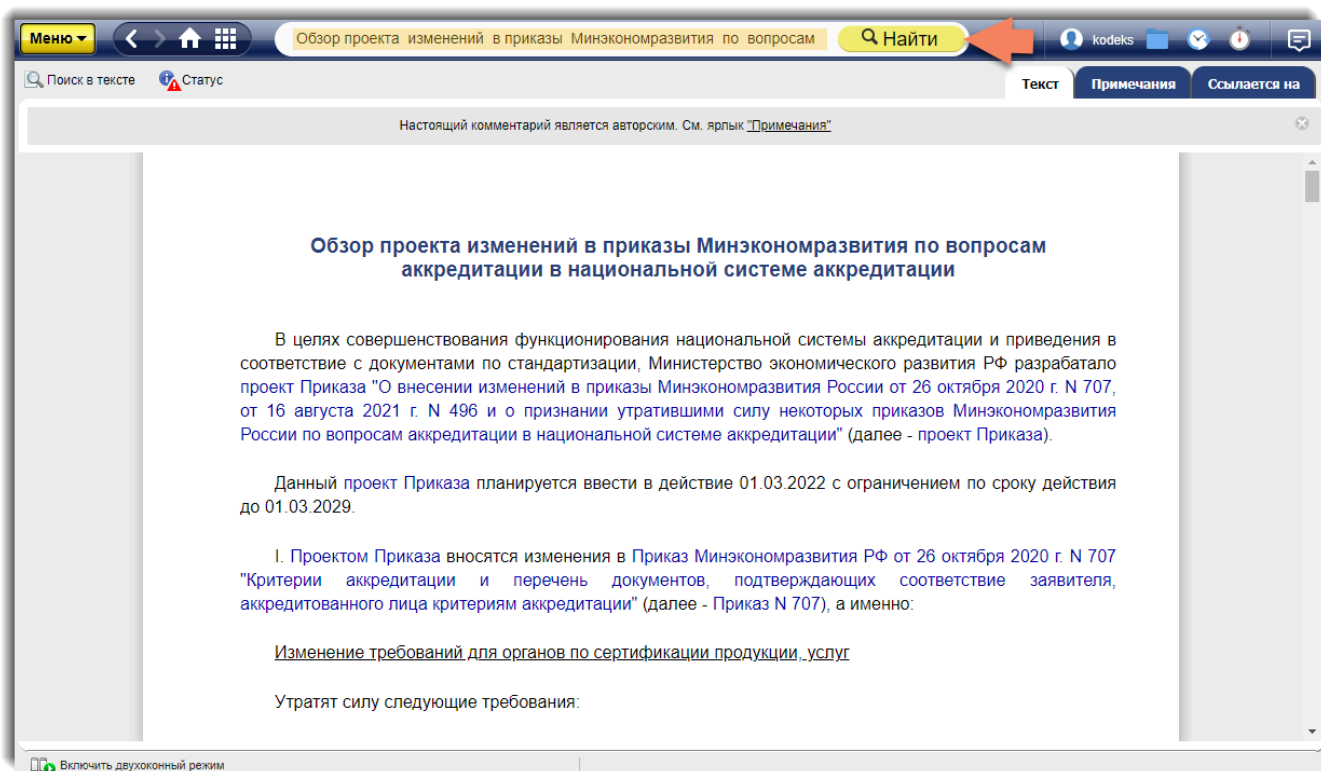 Меню
Обзор проекта изменений в приказы Минэкономразвития по вопросам
Найти
kodeks
Поиск в тексте
Статус
Текст
Примечания
Ссылается на
Настоящий комментарий является авторским. См. ярлык "Примечания"
Обзор проекта изменений в приказы Минэкономразвития по вопросам
аккредитации в национальной системе аккредитации
В целях совершенствования функционирования национальной системы аккредитации и приведения в
соответствие с документами по стандартизации, Министерство экономического развития РФ разработало
проект Приказа "О внесении изменений в приказы Минэкономразвития России от 26 октября 2020 г. N 707,
от 16 августа 2021 г. N 496 и о признании утратившими силу некоторых приказов Минэкономразвития
России по вопросам аккредитации в национальной системе аккредитации" (далее - проект Приказа).
Данный проект Приказа планируется ввести в действие 01.03.2022 с ограничением по сроку действия
до 01.03.2029.
I. Проектом Приказа вносятся изменения в Приказ Минэкономразвития РФ от 26 октября 2020 г. N 707
"Критерии аккредитации и перечень документов, подтверждающих соответствие заявителя,
аккредитованного лица критериям аккредитации" (далее - Приказ N 707), а именно:
Изменение требований для органов по сертификации продукции, услуг
Утратят силу следующие требования:
Включить двухоконный режим